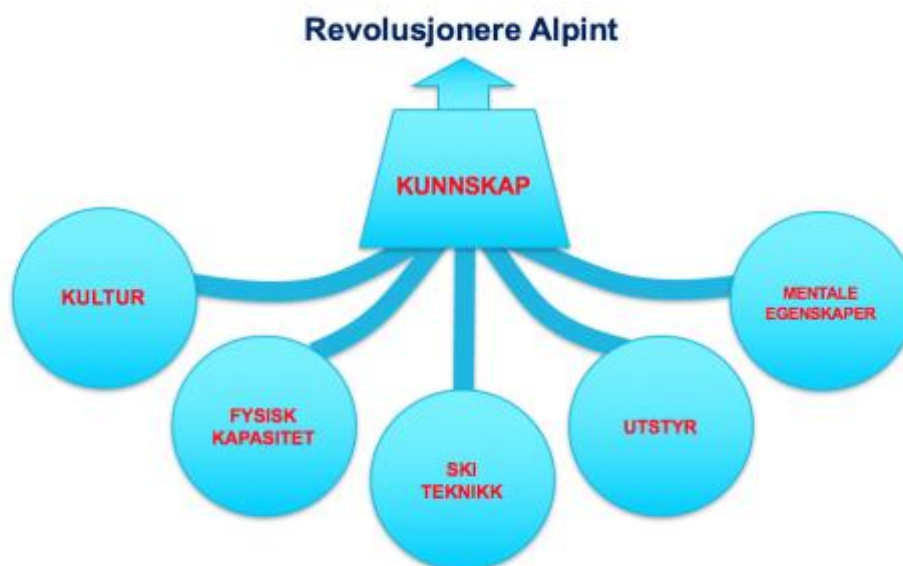 Revolusjonere Alpint
KUNNSKAP
KULTUR
MENTALE
EGENSKAPER
FYSISK
KAPASITET
UTSTYR
SKI
TEKNIKK